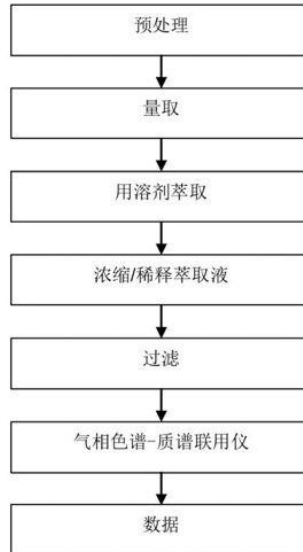 预处理
量取
用溶剂萃取
浓缩/稀释萃取液
过滤
气相色谱-质谱联用仪
数据